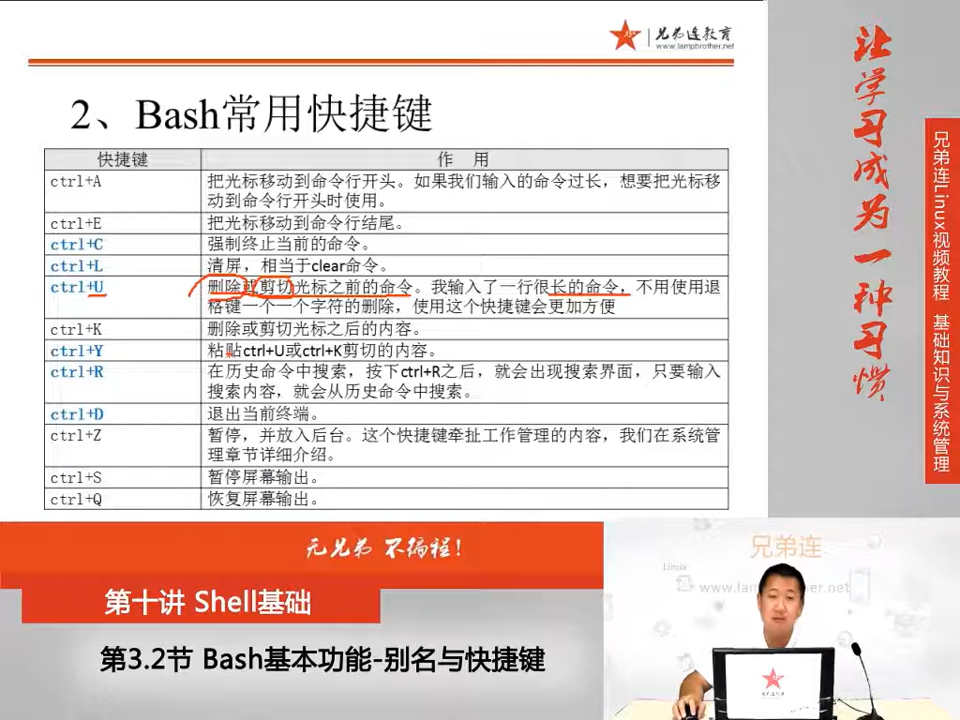 兄弟连教育
www.lampbrother.net
2、Bash常用快捷键
快捷键 作 用
ctrl+A 把光标移动到命令行开头。如果我们输入的命令过长，想要把光标移
动到命令行开头时使用。
ctrl+E 把光标移动到命令行结尾。
ctrl+C 强制终止当前的命令。
ctrl+L 清屏，相当于clear命令。
ctrl+U 删除或剪切光标之前的命令。我输入了一行很长的命令，不用使用退
格键一个一个字符的删除，使用这个快捷键会更加方便
ctrl+K 删除或剪切光标之后的内容。
ctrl+Y 粘贴ctrl+U或ctrl+K剪切的内容。
ctrl+R 在历史命令中搜索，按下ctrl+R之后，就会出现搜索界面，只要输入
搜索内容，就会从历史命令中搜索。
ctrl+D 退出当前终端。
ctrl+Z 暂停，并放入后台。这个快捷键牵扯工作管理的内容，我们在系统管
理章节详细介绍。
ctrl+S 暂停屏幕输出。
ctrl+Q 恢复屏幕输出。
让学习成为一种习惯
兄弟连Linux视频教程 基础知识与系统管理
无兄弟 不编程！
第十讲 Shell基础
第3.2节 Bash基本功能-别名与快捷键
兄弟连
Linux